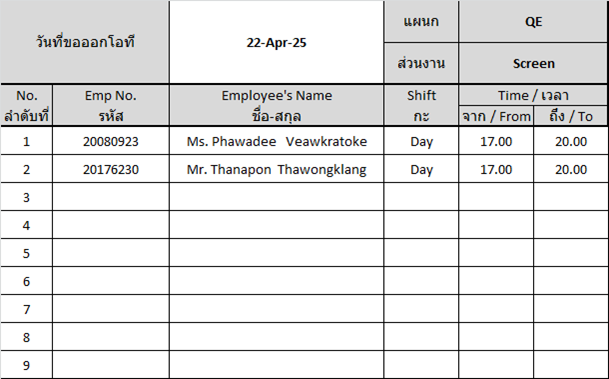 วันที่ขอออกโอที 22-Apr-25 แผนก QE
ส่วนงาน Screen
No. Emp No. Employee's Name Shift Time / เวลา
ลำดับที่ รหัส ชื่อ-สกุล กะ จาก / From ถึง / To
1 20080923 Ms. Phawadee Veawkratoke Day 17.00 20.00
2 20176230 Mr. Thanapon Thawongklang Day 17.00 20.00
3
4
5
6
7
8
9